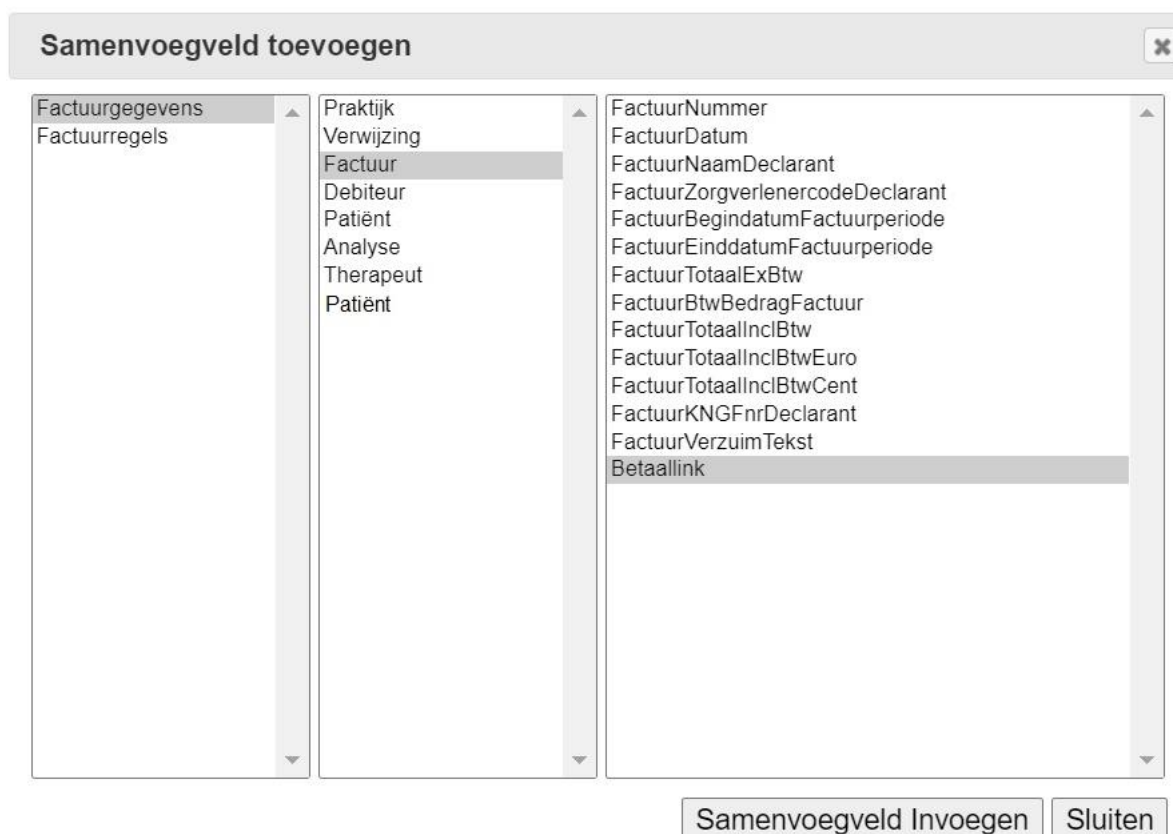 Samenvoegveld toevoegen
Factuurgegevens
Factuurregels
Praktijk
Verwijzing
Factuur
Debiteur
Patiënt
Analyse
Therapeut
Patiënt
FactuurNummer
FactuurDatum
FactuurNaamDeclarant
FactuurZorgverlenercodeDeclarant
FactuurBegindatumFactuurperiode
FactuurEinddatumFactuurperiode
FactuurTotaalExBtw
FactuurBtwBedragFactuur
FactuurTotaalInclBtw
FactuurTotaalInclBtwEuro
FactuurTotaalInclBtwCent
FactuurKNGFnrDeclarant
FactuurVerzuimTekst
Betaallink
Samenvoegveld Invoegen
Sluiten